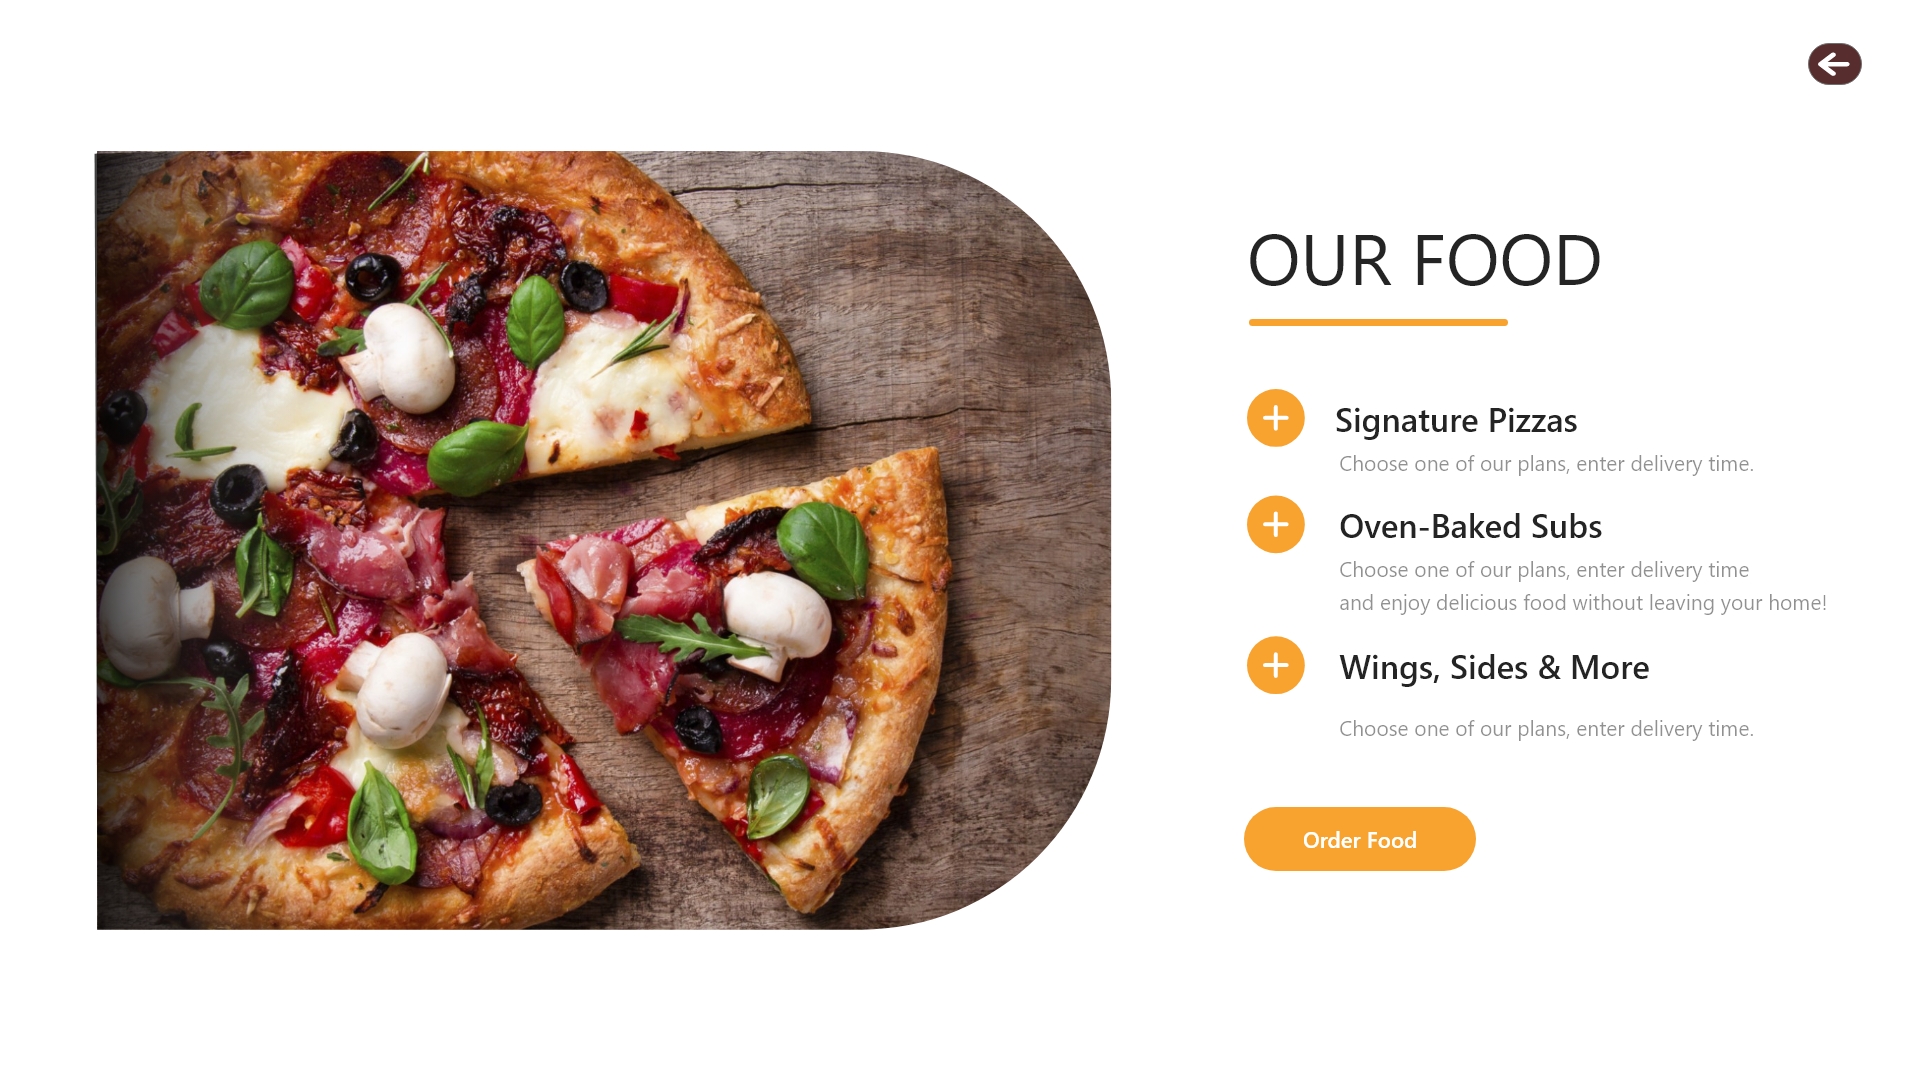 OUR FOOD
Signature Pizzas
Choose one of our plans, enter delivery time.
Oven-Baked Subs
Choose one of our plans, enter delivery time
and enjoy delicious food without leaving your home!
Wings, Sides & More
Choose one of our plans, enter delivery time.
Order Food